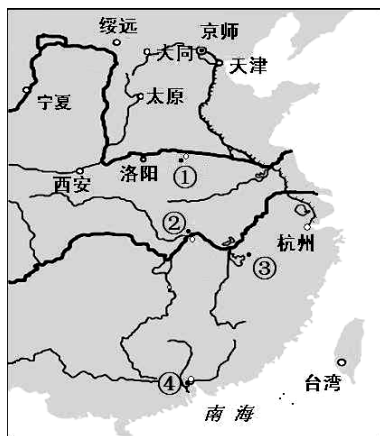 绥远
京师
大同
天津
宁夏
太原
西安
洛阳
①
②
杭州
③
④
台湾
南海